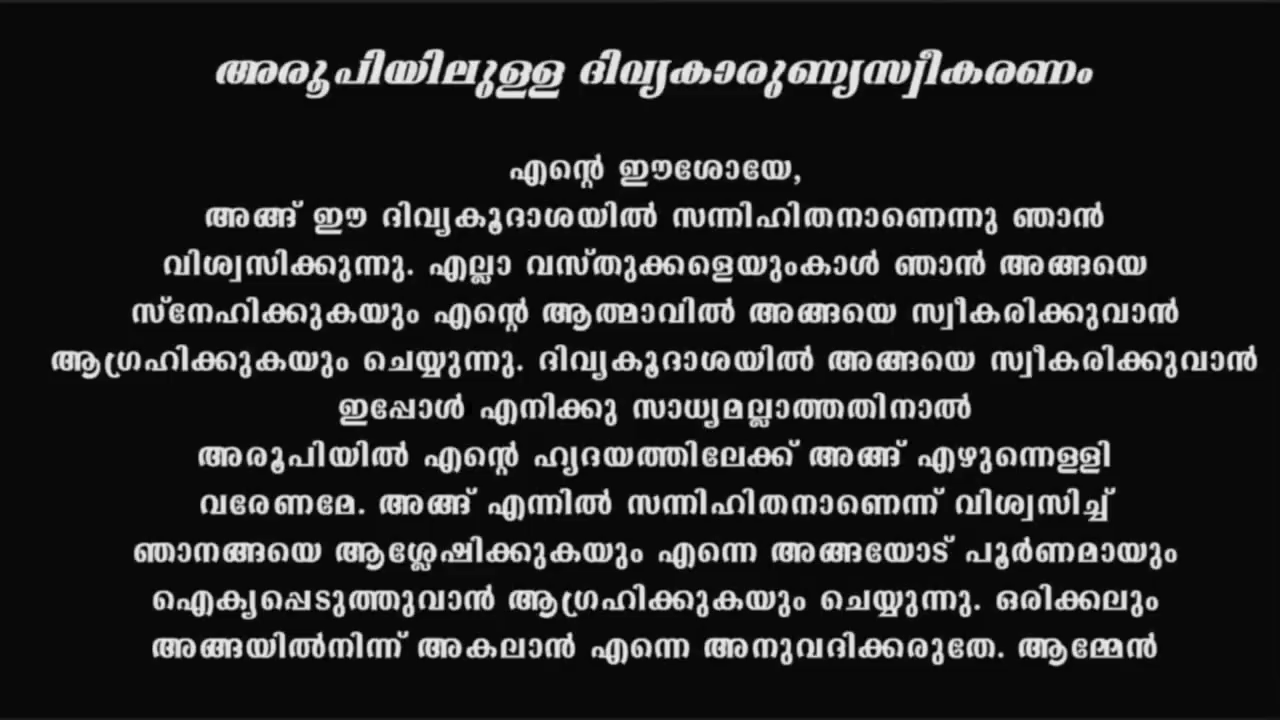 അരൂപിയിലുള്ള ദിവ്യകാരുണ്യസ്വീകരണം
എന്റെ ഈശോയേ,
അങ്ങ് ഈ ദിവ്യകൂദാശയിൽ സന്നിഹിതനാണെന്നു ഞാൻ
വിശ്വസിക്കുന്നു. എല്ലാ വസ്തുക്കളെയുംകാൾ ഞാൻ അങ്ങയെ
സ്നേഹിക്കുകയും എന്റെ ആത്മാവിൽ അങ്ങയെ സ്വീകരിക്കുവാൻ
ആഗ്രഹിക്കുകയും ചെയ്യുന്നു. ദിവ്യകൂദാശയിൽ അങ്ങയെ സ്വീകരിക്കുവാൻ
ഇപ്പോൾ എനിക്കു സാധ്യമല്ലാത്തതിനാൽ
അരൂപിയിൽ എന്റെ ഹൃദയത്തിലേക്ക് അങ്ങ് എഴുന്നെള്ളി
വരേണമേ. അങ്ങ് എന്നിൽ സന്നിഹിതനാണെന്ന് വിശ്വസിച്ച്
ഞാനങ്ങയെ ആശ്ലേഷിക്കുകയും എന്നെ അങ്ങയോട് പൂർണമായും
ഐക്യപ്പെടുത്തുവാൻ ആഗ്രഹിക്കുകയും ചെയ്യുന്നു. ഒരിക്കലും
അങ്ങയിൽനിന്ന് അകലാൻ എന്നെ അനുവദിക്കരുതേ. ആമ്മേൻ